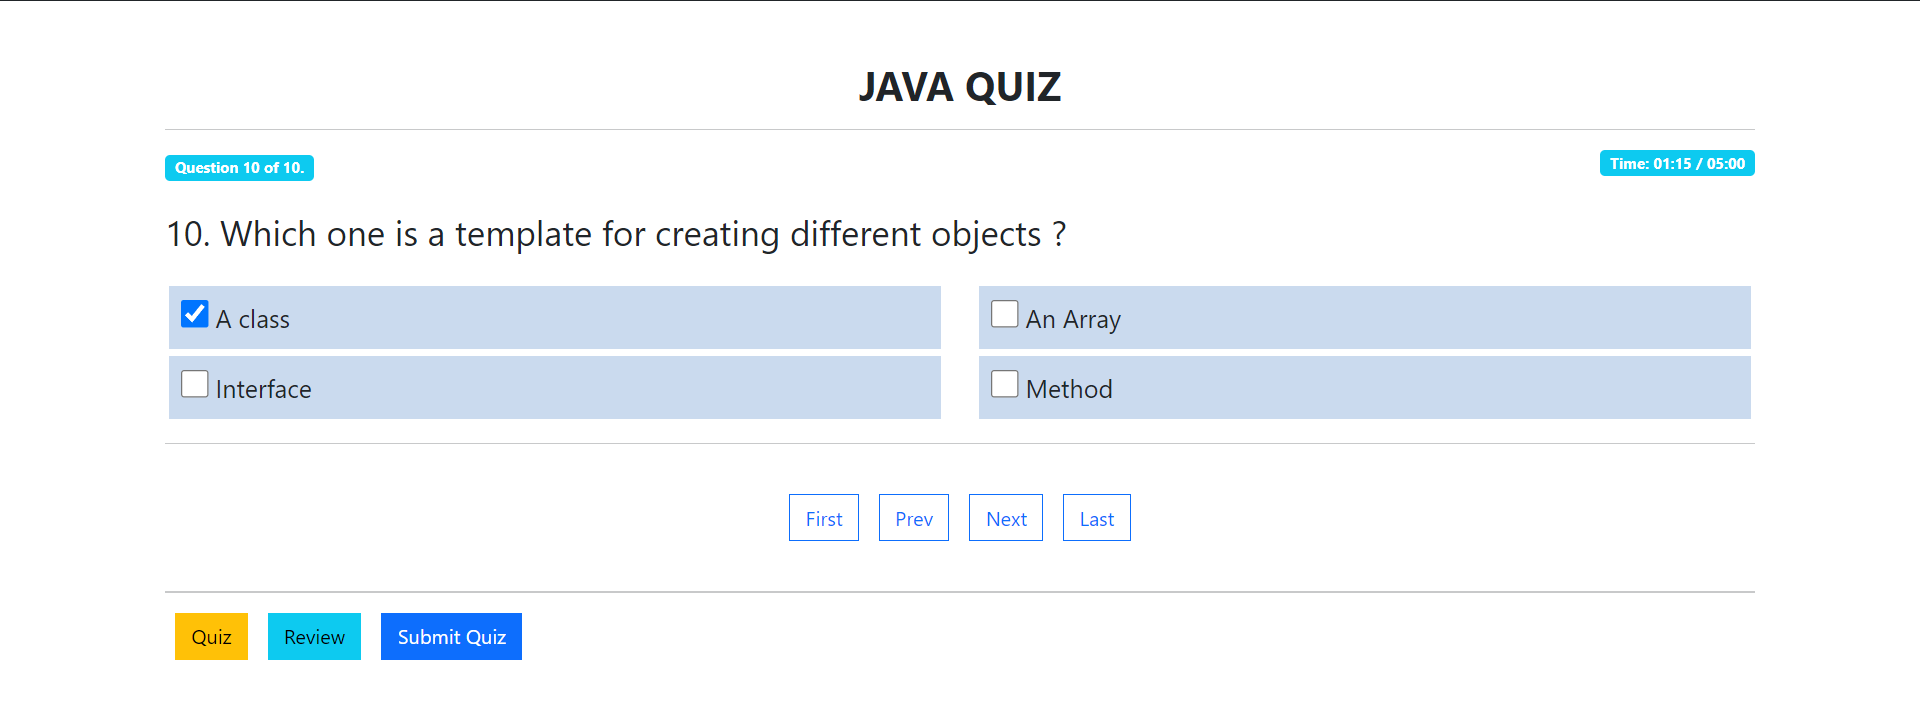 JAVA QUIZ
Question 10 of 10.
Time: 01:15 / 05:00
10. Which one is a template for creating different objects ?
A class
An Array
Interface
Method
First
Prev
Next
Last
Quiz
Review
Submit Quiz